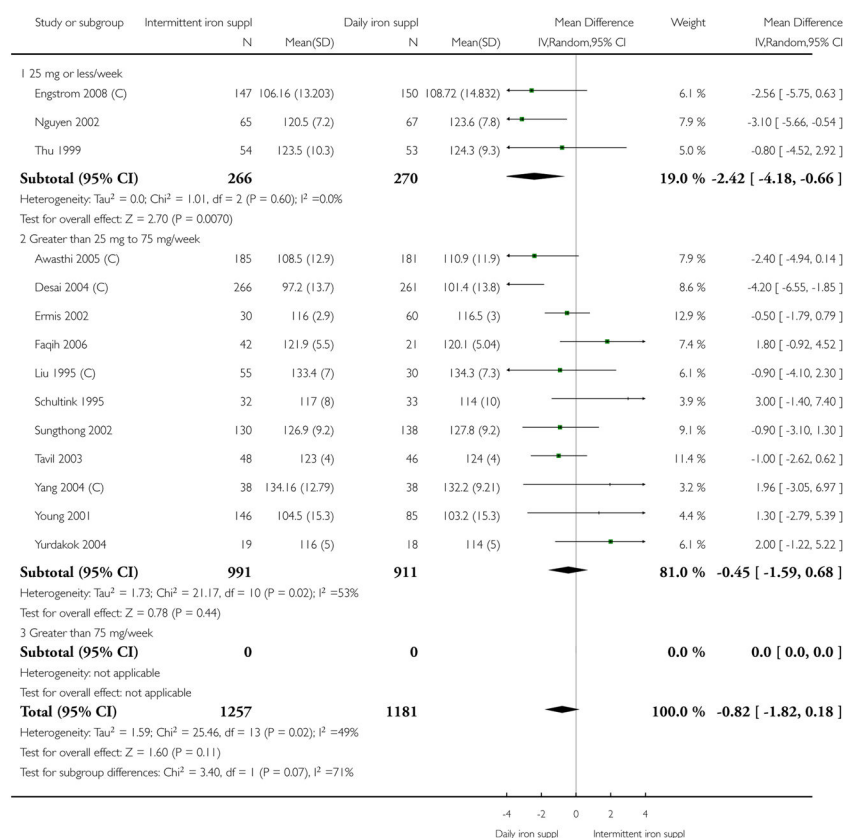 Study or subgroup Intermittent iron suppl Daily iron suppl Mean Difference Weight Mean Difference
N Mean(SD) N Mean(SD) IV,Random,95% CI IV,Random,95% CI
1 25 mg or less/week
Engstrom 2008 (C) 147 106.16 (13.203) 150 108.72 (14.832) 6.1 % -2.56 [ -5.75, 0.63 ]
Nguyen 2002 65 120.5 (7.2) 67 123.6 (7.8) 7.9 % -3.10 [ -5.66, -0.54 ]
Thu 1999 54 123.5 (10.3) 53 124.3 (9.3) 5.0 % -0.80 [ -4.52, 2.92 ]
Subtotal (95% CI) 266 270 19.0 % -2.42 [ -4.18, -0.66 ]
Heterogeneity: Tau² = 0.0; Chi² = 1.01, df = 2 (P = 0.60); I² =0.0%
Test for overall effect: Z = 2.70 (P = 0.0070)
2 Greater than 25 mg to 75 mg/week
Awasthi 2005 (C) 185 108.5 (12.9) 181 110.9 (11.9) 7.9 % -2.40 [ -4.94, 0.14 ]
Desai 2004 (C) 266 97.2 (13.7) 261 101.4 (13.8) 8.6 % -4.20 [ -6.55, -1.85 ]
Ermis 2002 30 116 (2.9) 60 116.5 (3) 12.9 % -0.50 [ -1.79, 0.79 ]
Faqih 2006 42 121.9 (5.5) 21 120.1 (5.04) 7.4 % 1.80 [ -0.92, 4.52 ]
Liu 1995 (C) 55 133.4 (7) 30 134.3 (7.3) 6.1 % -0.90 [ -4.10, 2.30 ]
Schultink 1995 32 117 (8) 33 114 (10) 3.9 % 3.00 [ -1.40, 7.40 ]
Sungthong 2002 130 126.9 (9.2) 138 127.8 (9.2) 9.1 % -0.90 [ -3.10, 1.30 ]
Tavil 2003 48 123 (4) 46 124 (4) 11.4 % -1.00 [ -2.62, 0.62 ]
Yang 2004 (C) 38 134.16 (12.79) 38 132.2 (9.21) 3.2 % 1.96 [ -3.05, 6.97 ]
Young 2001 146 104.5 (15.3) 85 103.2 (15.3) 4.4 % 1.30 [ -2.79, 5.39 ]
Yurdakok 2004 19 116 (5) 18 114 (5) 6.1 % 2.00 [ -1.22, 5.22 ]
Subtotal (95% CI) 991 911 81.0 % -0.45 [ -1.59, 0.68 ]
Heterogeneity: Tau² = 1.73; Chi² = 21.17, df = 10 (P = 0.02); I² =53%
Test for overall effect: Z = 0.78 (P = 0.44)
3 Greater than 75 mg/week
Subtotal (95% CI) 0 0 0.0 % 0.0 [ 0.0, 0.0 ]
Heterogeneity: not applicable
Test for overall effect: not applicable
Total (95% CI) 1257 1181 100.0 % -0.82 [ -1.82, 0.18 ]
Heterogeneity: Tau² = 1.59; Chi² = 25.46, df = 13 (P = 0.02); I² =49%
Test for overall effect: Z = 1.60 (P = 0.11)
Test for subgroup differences: Chi² = 3.40, df = 1 (P = 0.07), I² =71%
-4 -2 0 2 4
Daily iron suppl Intermittent iron suppl